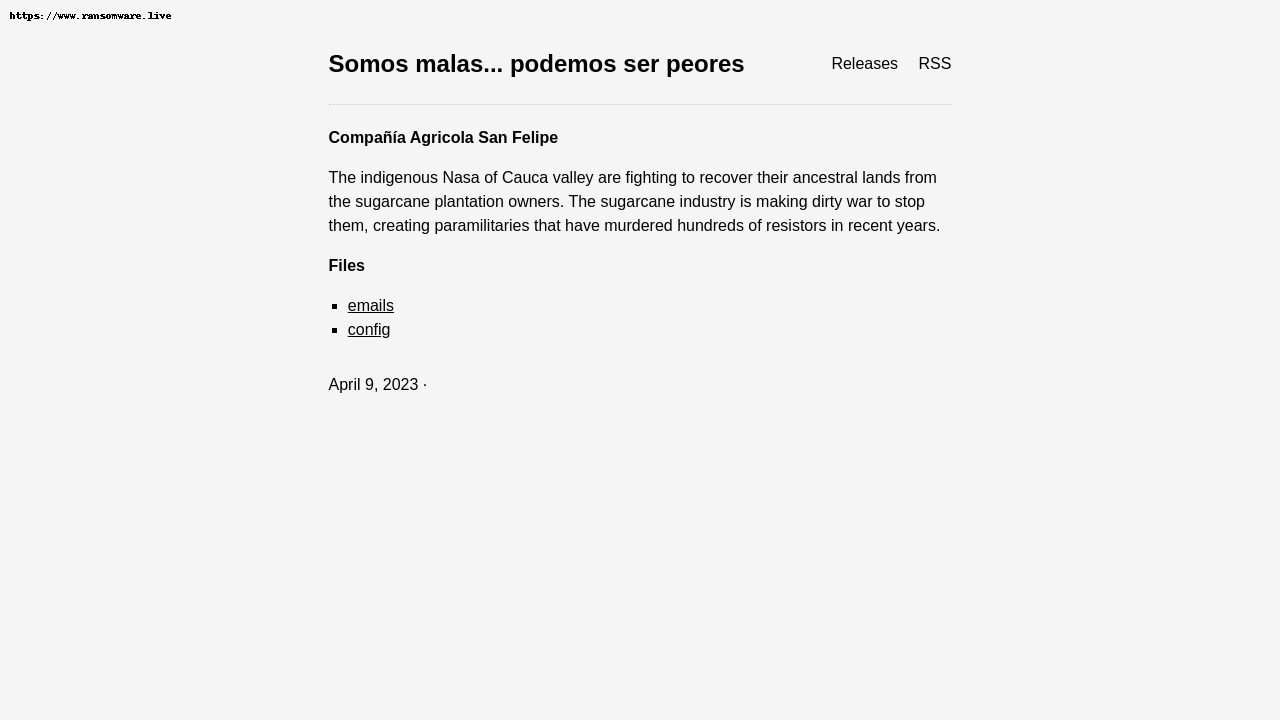 https://www.ransomware.live
Somos malas... podemos ser peores
Releases
RSS
Compañía Agricola San Felipe
The indigenous Nasa of Cauca valley are fighting to recover their ancestral lands from
the sugarcane plantation owners. The sugarcane industry is making dirty war to stop
them, creating paramilitaries that have murdered hundreds of resistors in recent years.
Files
emails
config
April 9, 2023 ·